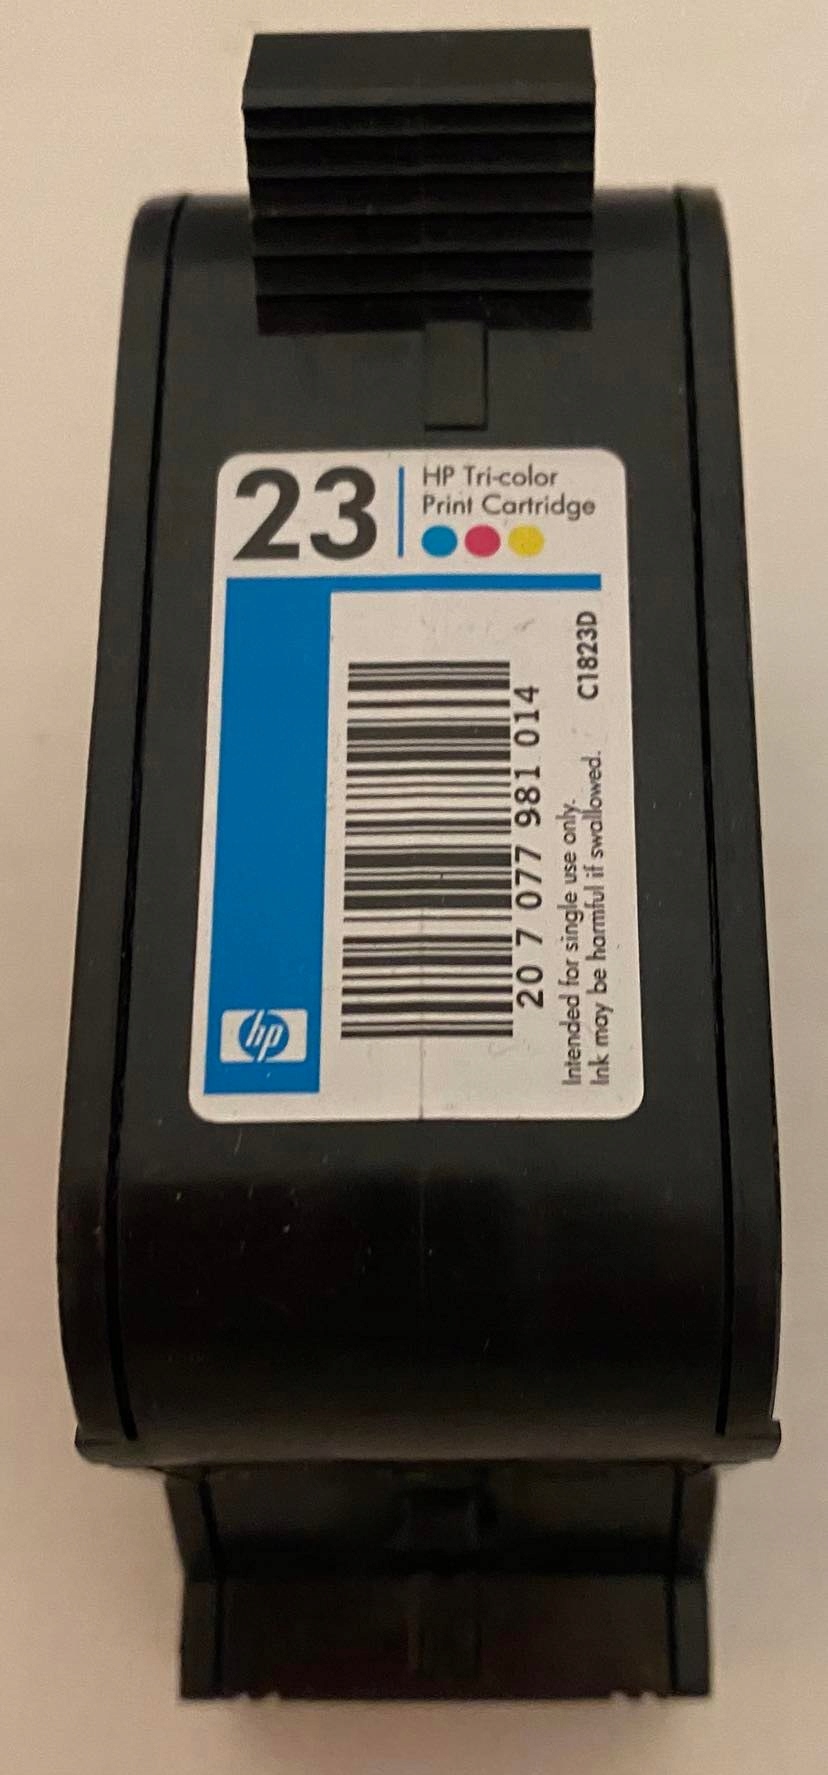 23
HP Tri-color
Print Cartridge
hp
20 7 077 981 014
Intended for single use only.
Ink may be harmful if swallowed. C1823D